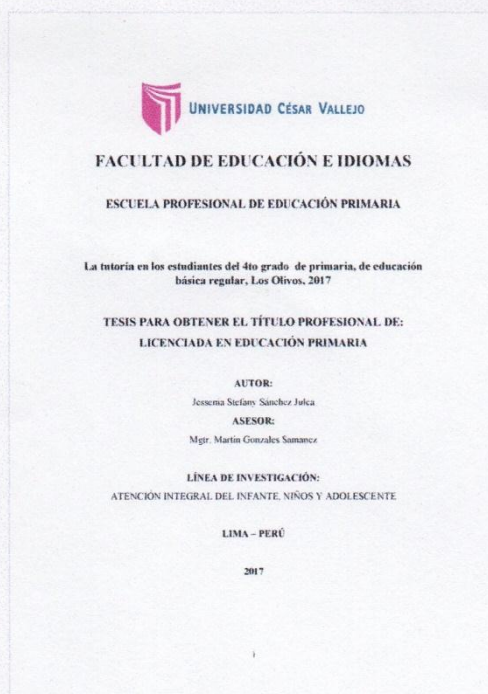 UNIVERSIDAD CÉSAR VALLEJO
FACULTAD DE EDUCACIÓN E IDIOMAS
ESCUELA PROFESIONAL DE EDUCACIÓN PRIMARIA
La tutoria en los estudiantes del 4to grado de primaria, de educación
básica regular, Los Olivos, 2017
TESIS PARA OBTENER EL TÍTULO PROFESIONAL DE:
LICENCIADA EN EDUCACIÓN PRIMARIA
AUTOR:
Jessenia Stefany Sánchez Julca
ASESOR:
Mgtr. Martin Gonzales Samanez
LÍNEA DE INVESTIGACIÓN:
ATENCIÓN INTEGRAL DEL INFANTE, NIÑOS Y ADOLESCENTE
LIMA – PERÚ
2017